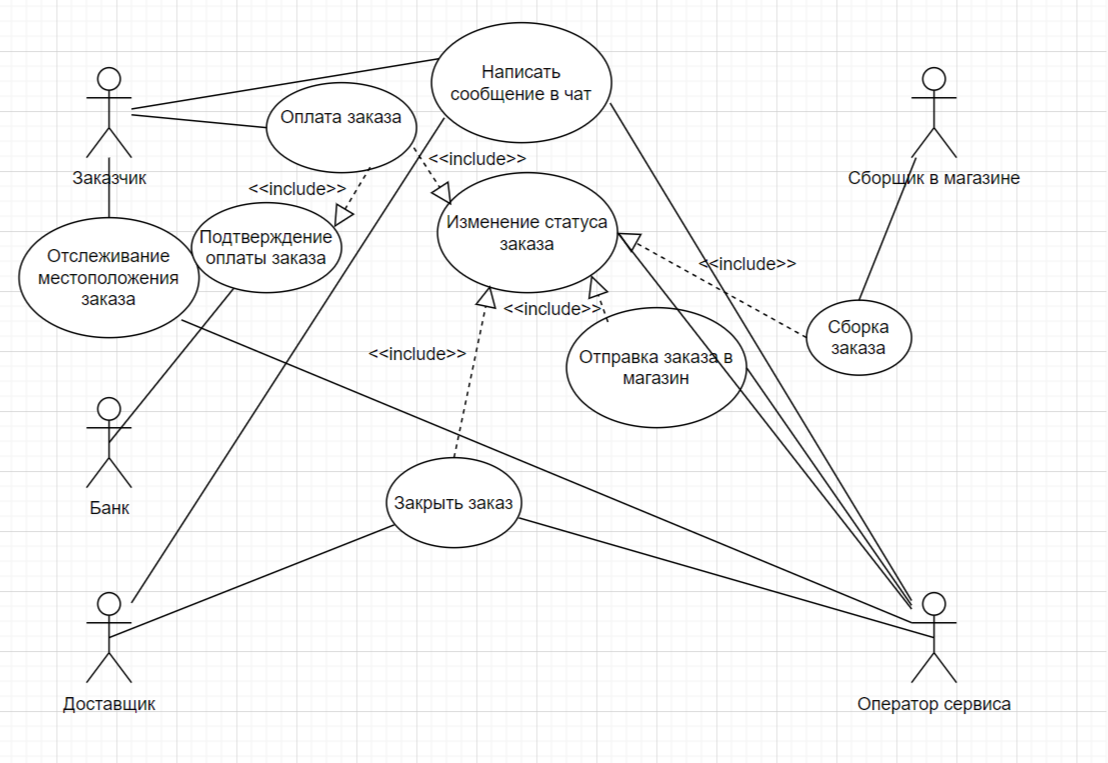 Написать
сообщение в чат
Оплата заказа
<<include>>
Заказчик
Сборщик в магазине
<<include>>
Изменение статуса
заказа
Подтверждение
оплаты заказа
Отслеживание
местоположения
заказа
<<include>>
<<include>>
Сборка
заказа
<<include>>
Отправка заказа в
магазин
Банк
Закрыть заказ
Доставщик
Оператор сервиса